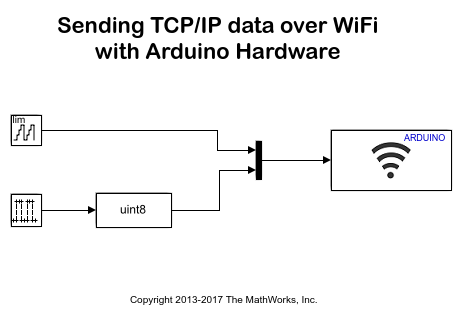 Sending TCP/IP data over WiFi
with Arduino Hardware
lim
ARDUINO
uint8
Copyright 2013-2017 The MathWorks, Inc.